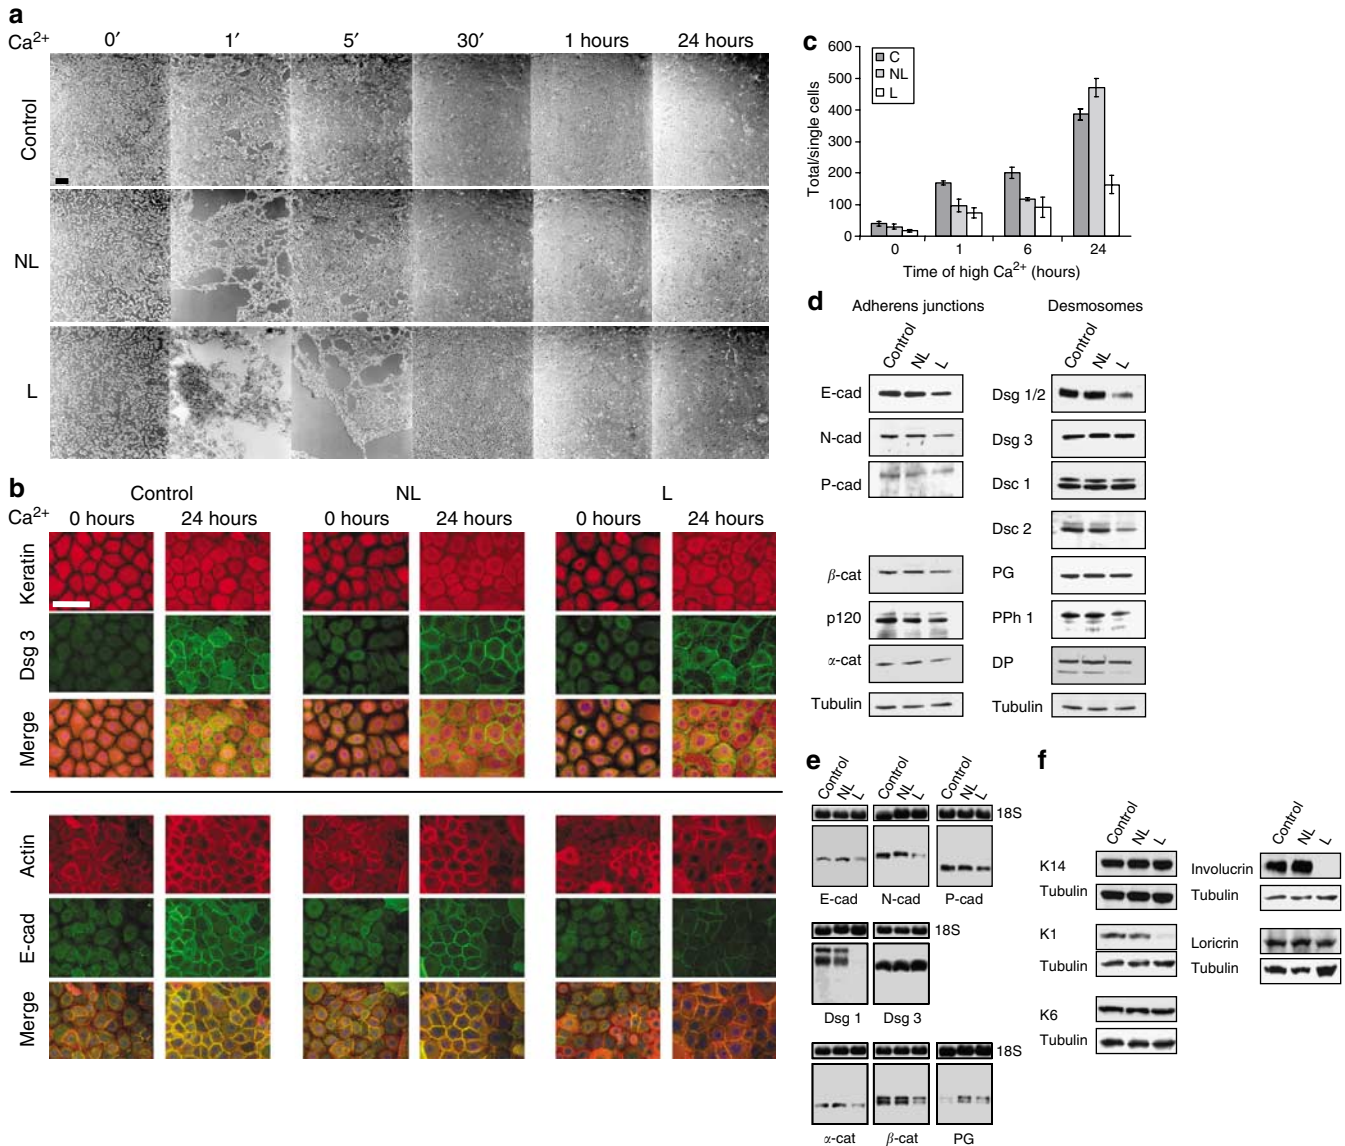 a
Ca2+ 0′ 1′ 5′ 30′ 1 hours 24 hours
Control
NL
L
b
Control NL L
Ca2+ 0 hours 24 hours 0 hours 24 hours 0 hours 24 hours
Keratin
Dsg 3
Merge
Actin
E-cad
Merge
c
Total/single cells
600
500
400
300
200
100
0
C
NL
L
0 1 6 24
Time of high Ca2+ (hours)
d
Adherens junctions
Control NL L
E-cad
N-cad
P-cad
β-cat
p120
α-cat
Tubulin
Desmosomes
Control NL L
Dsg 1/2
Dsg 3
Dsc 1
Dsc 2
PG
PPh 1
DP
Tubulin
e
Control NL L Control NL L Control NL L
18S
E-cad N-cad P-cad
18S
Dsg 1 Dsg 3
18S
α-cat β-cat PG
f
Control NL L
K14
Tubulin
K1
Tubulin
K6
Tubulin
Control NL L
Involucrin
Tubulin
Loricrin
Tubulin